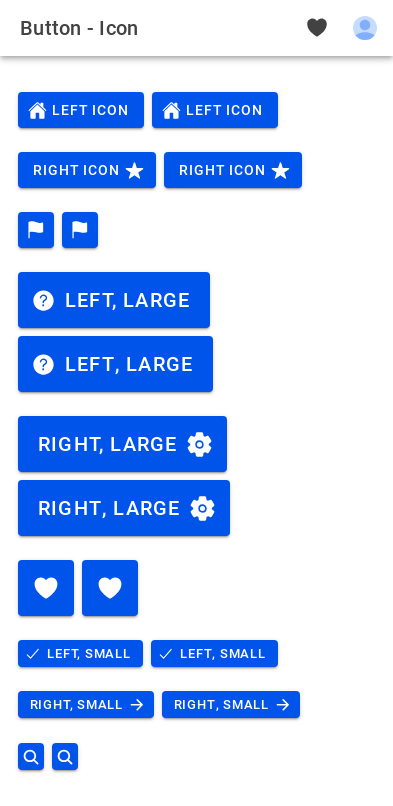 Button - Icon
LEFT ICON LEFT ICON
RIGHT ICON RIGHT ICON
LEFT, LARGE
LEFT, LARGE
RIGHT, LARGE
RIGHT, LARGE
LEFT, SMALL LEFT, SMALL
RIGHT, SMALL RIGHT, SMALL